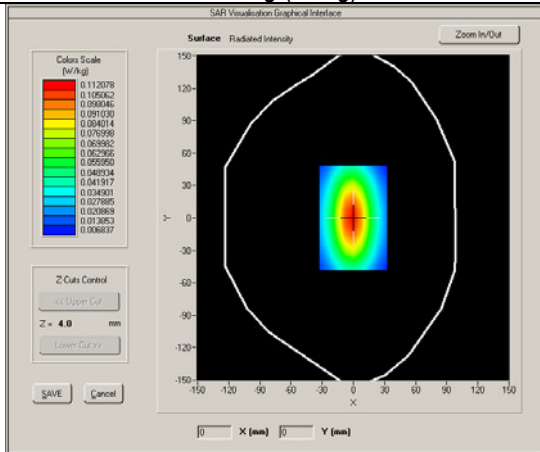 SAR Visualisation Graphical Interface
Surface Radiated Intensity
Zoom In/Out
Colors Scale
(W/kg)
0.112078
0.105062
0.098046
0.091030
0.084014
0.076998
0.069982
0.062966
0.055950
0.048934
0.041917
0.034901
0.027885
0.020869
0.013853
0.006837
150
120
90
60
30
0
-30
-60
-90
-120
-150
Y
-150 -120 -90 -60 -30 0 30 60 90 120 150
X
Z-Cuts Control
<< Upper Cut
Z = 4.0 mm
Lower Cut >>
SAVE Cancel
0 X (mm) 0 Y (mm)